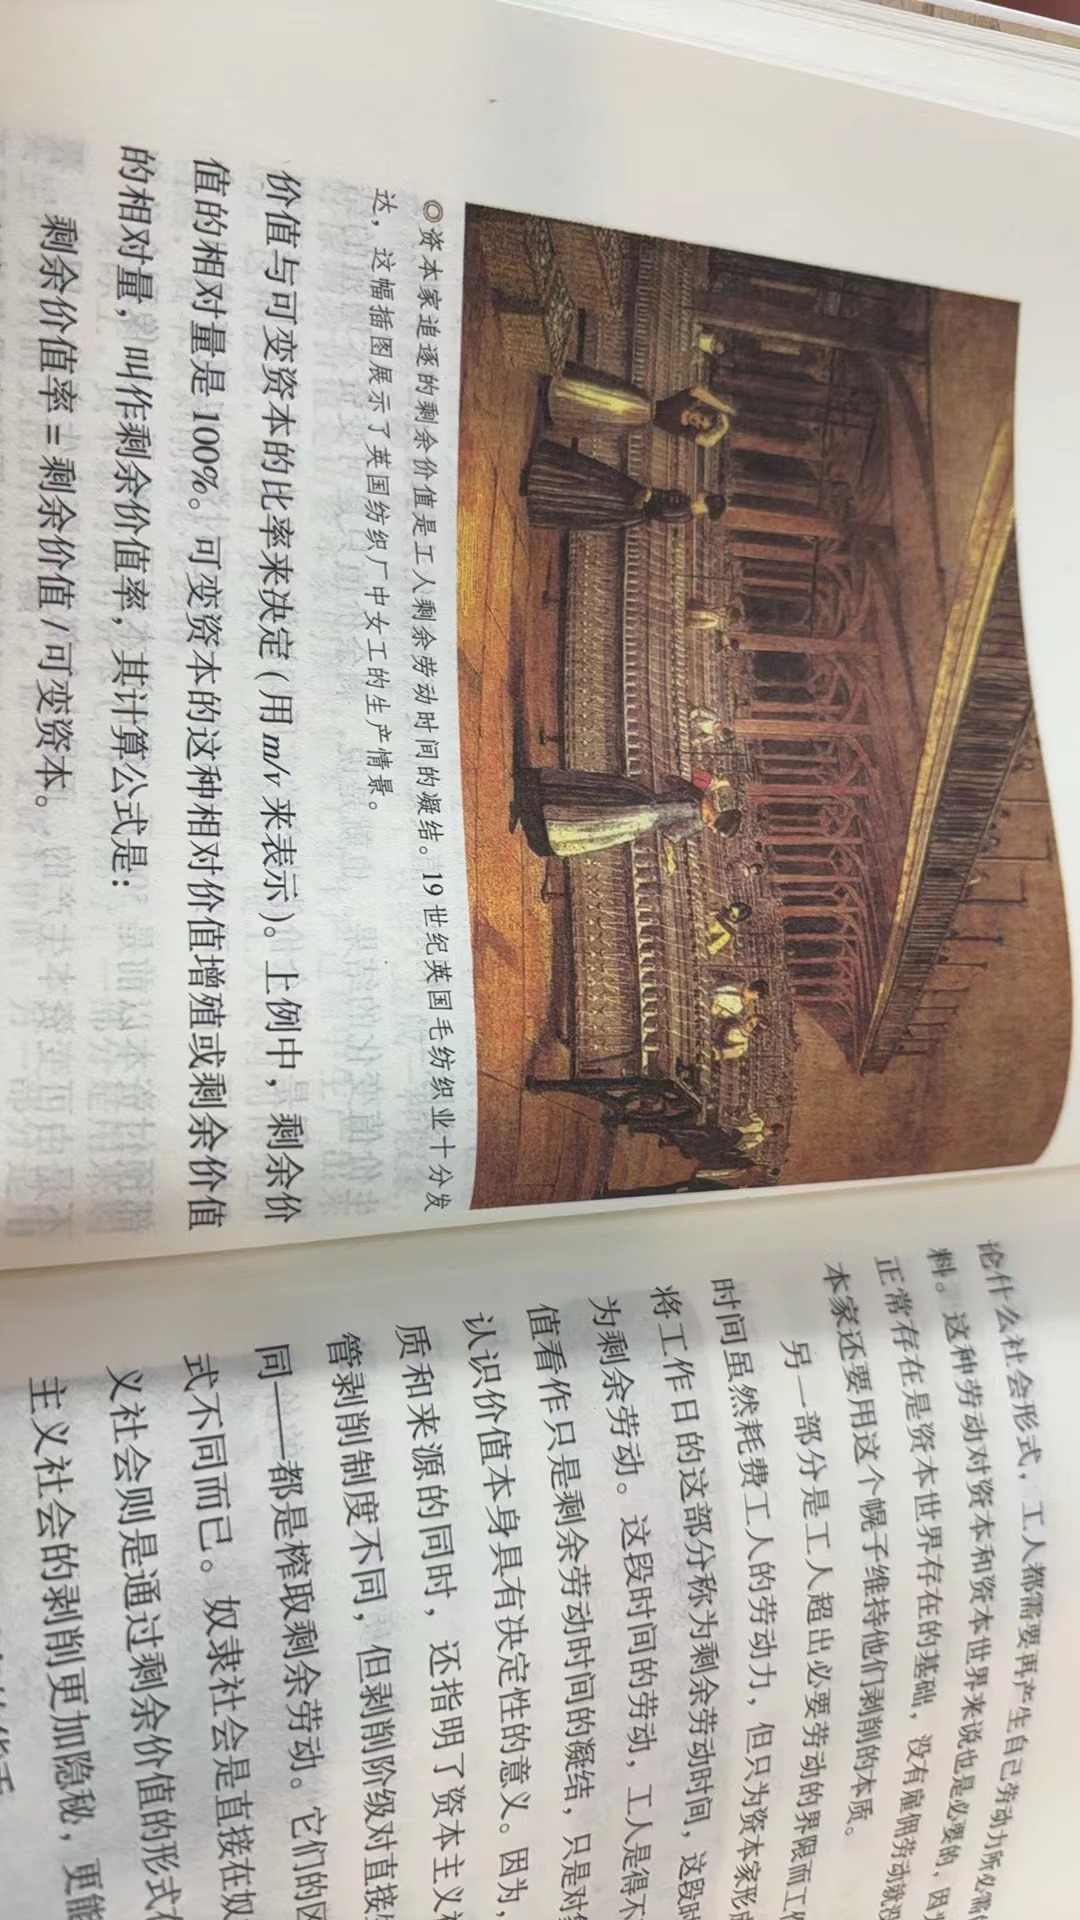 ◎资本家追逐的剩余价值是工人剩余劳动时间的凝结。19世纪英国毛纺织业十分发
达，这幅插图展示了英国纺织厂中女工的生产情景。
价值与可变资本的比率来决定（用m/v来表示）。上例中，剩余价
值的相对量是100%。可变资本的这种相对价值增殖或剩余价值
的相对量，叫作剩余价值率，其计算公式是：
剩余价值率=剩余价值/可变资本。
论什么社会形式，工人都需要再产生自己劳动力所必需
料。这种劳动对资本和资本世界来说也是必要的，因
正常存在是资本世界存在的基础，没有雇佣劳动就
本家还要用这个幌子维持他们剥削的本质。
另一部分是工人超出必要劳动的界限而工作
时间虽然耗费工人的劳动力，但只为资本家形成
将工作日的这部分称为剩余劳动时间，这段时
为剩余劳动。这段时间的劳动，工人是得不
值看作只是剩余劳动时间的凝结，只是对
认识价值本身具有决定性的意义。因为，
质和来源的同时，还指明了资本主义社
管剥削制度不同，但剥削阶级对直接
同——都是榨取剩余劳动。它们的区
式不同而已。奴隶社会是直接在奴
义社会则是通过剩余价值的形式在
主义社会的剥削更加隐秘，更能